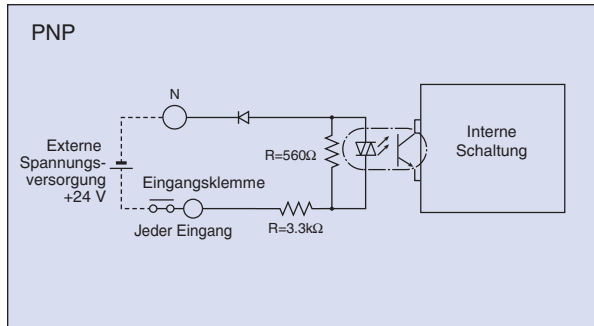 PNP
N
Externe
Spannungs-
versorgung
+24 V
R=560Ω
Interne
Schaltung
Eingangsklemme
R=3.3kΩ
Jeder Eingang